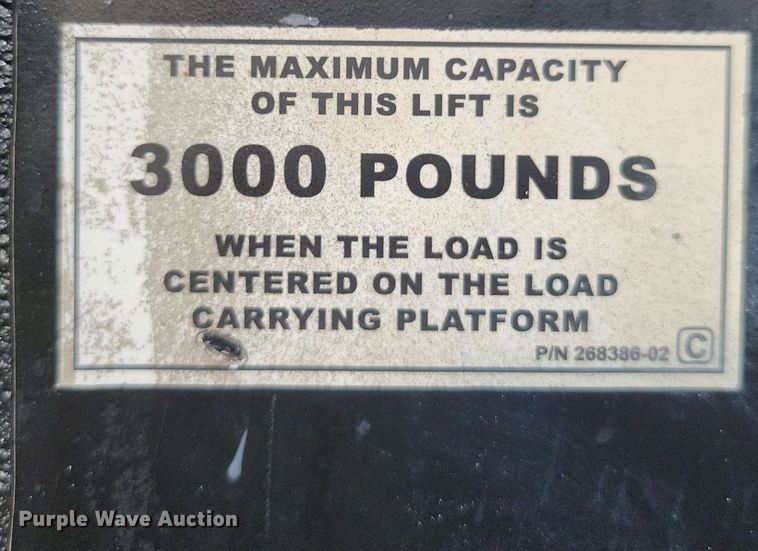 THE MAXIMUM CAPACITY
OF THIS LIFT IS
3000 POUNDS
WHEN THE LOAD IS
CENTERED ON THE LOAD
CARRYING PLATFORM
P/N 268386-02 C
Purple Wave Auction